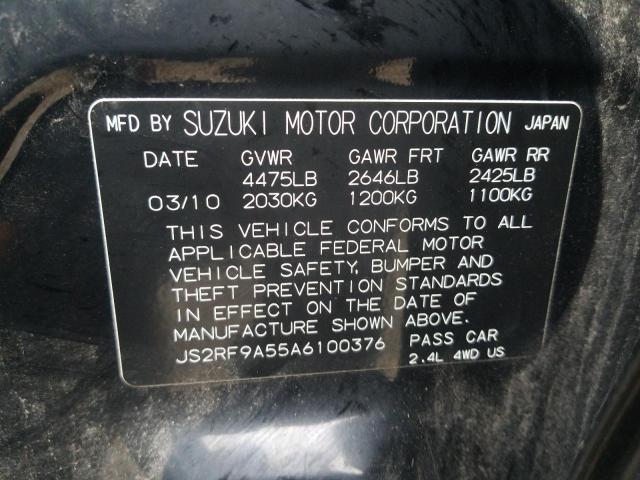 MFD BY SUZUKI MOTOR CORPORATION JAPAN
DATE GVWR GAWR FRT GAWR RR
4475LB 2646LB 2425LB
03/10 2030KG 1200KG 1100KG
THIS VEHICLE CONFORMS TO ALL
APPLICABLE FEDERAL MOTOR
VEHICLE SAFETY, BUMPER AND
THEFT PREVENTION STANDARDS
IN EFFECT ON THE DATE OF
MANUFACTURE SHOWN ABOVE.
JS2RF9A55A6100376 PASS CAR
2.4L 4WD US